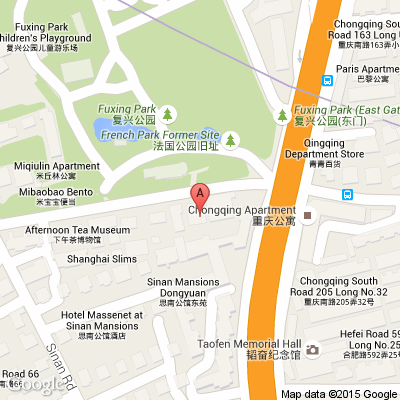 Fuxing Park
Children's Playground
复兴公园儿童游乐场
Chongqing
Road 163 Long
重庆南路163弄小
Paris Apartme
巴黎公寓
Fuxing Park
复兴公园
Fuxing Park (East Gat
复兴公园(东门)
French Park Former Site
法国公园旧址
Qingqing
Department Store
青青百货
Miqiulin Apartment
米丘林公寓
Mibaobao Bento
米宝宝便当
A
Chongqing Apartment
重庆公寓
Afternoon Tea Museum
下午茶博物馆
Shanghai Slims
Sinan Mansions
Dongyuan
思南公馆东苑
Chongqing South
Road 205 Long No.32
重庆南路205弄32号
Hotel Massenet at
Sinan Mansions
思南公馆酒店
Taofen Memorial Hall
韬奋纪念馆
Hefei Road 59
Long No.25
合肥路592弄25
Road 66
Sinan Rd
Google
Map data ©2015 Google